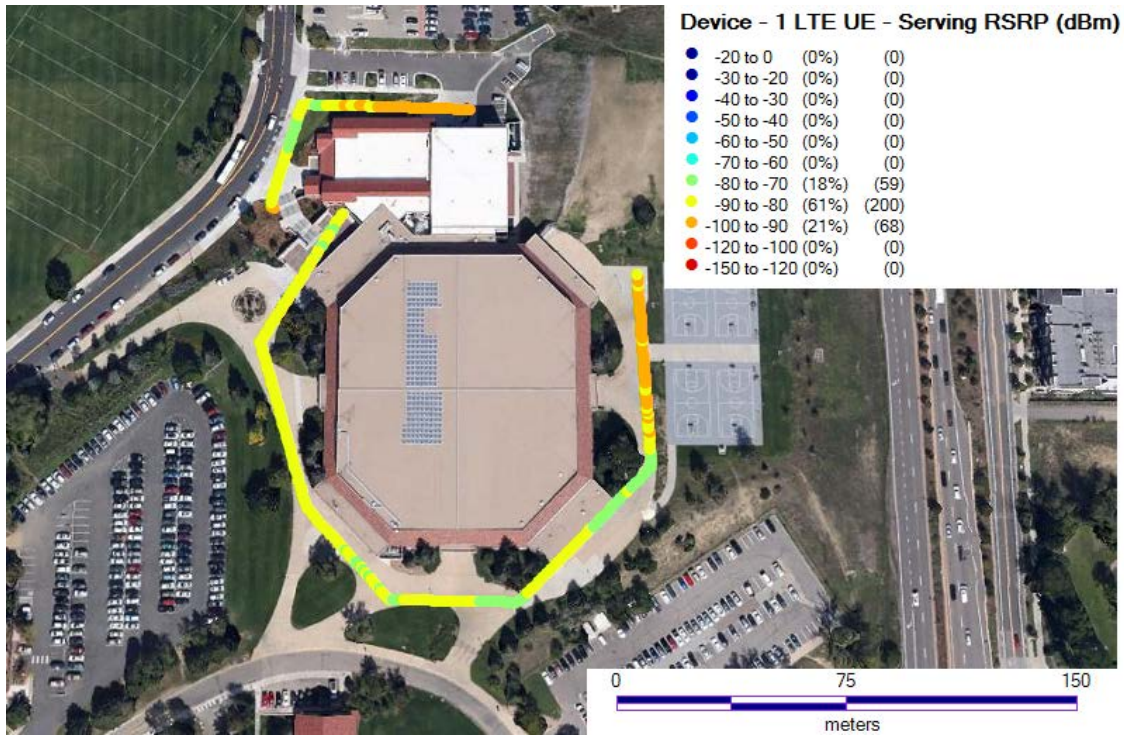 Device - 1 LTE UE - Serving RSRP (dBm)
-20 to 0 (0%) (0)
-30 to -20 (0%) (0)
-40 to -30 (0%) (0)
-50 to -40 (0%) (0)
-60 to -50 (0%) (0)
-70 to -60 (0%) (0)
-80 to -70 (18%) (59)
-90 to -80 (61%) (200)
-100 to -90 (21%) (68)
-120 to -100 (0%) (0)
-150 to -120 (0%) (0)
0 75 150
meters